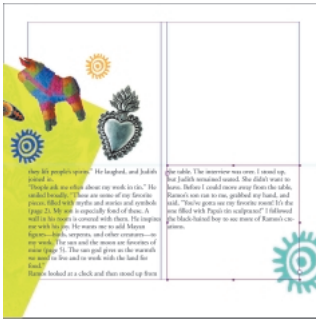 they lift people's spirits." He laughed, and Judith
joined in.
"People ask me often about my work in tin." He
smiled broadly. "These are some of my favorite
pieces: filled with myths and stories and symbols
(page 2). My son is especially fond of them. A
wall in his room is covered with them. He inspires
me with his joy. He wants me to add Mayan
figures—birds, serpents, and other creatures—to
my work. The sun and the moon are favorites of
mine (page 5). The sun god gives us the warmth
we need to live and to work with the land for
food."
Ramon looked at a clock and then stood up from
the table. The interview was over. I stood up,
but Judith remained seated. She didn't want to
leave. Before I could move away from the table,
Ramon's son ran to me, grabbed my hand, and
said, "You've gotta see my favorite room! It's the
one filled with Papa's tin sculptures!" I followed
the black-haired boy to see more of Ramon's cre-
ations.